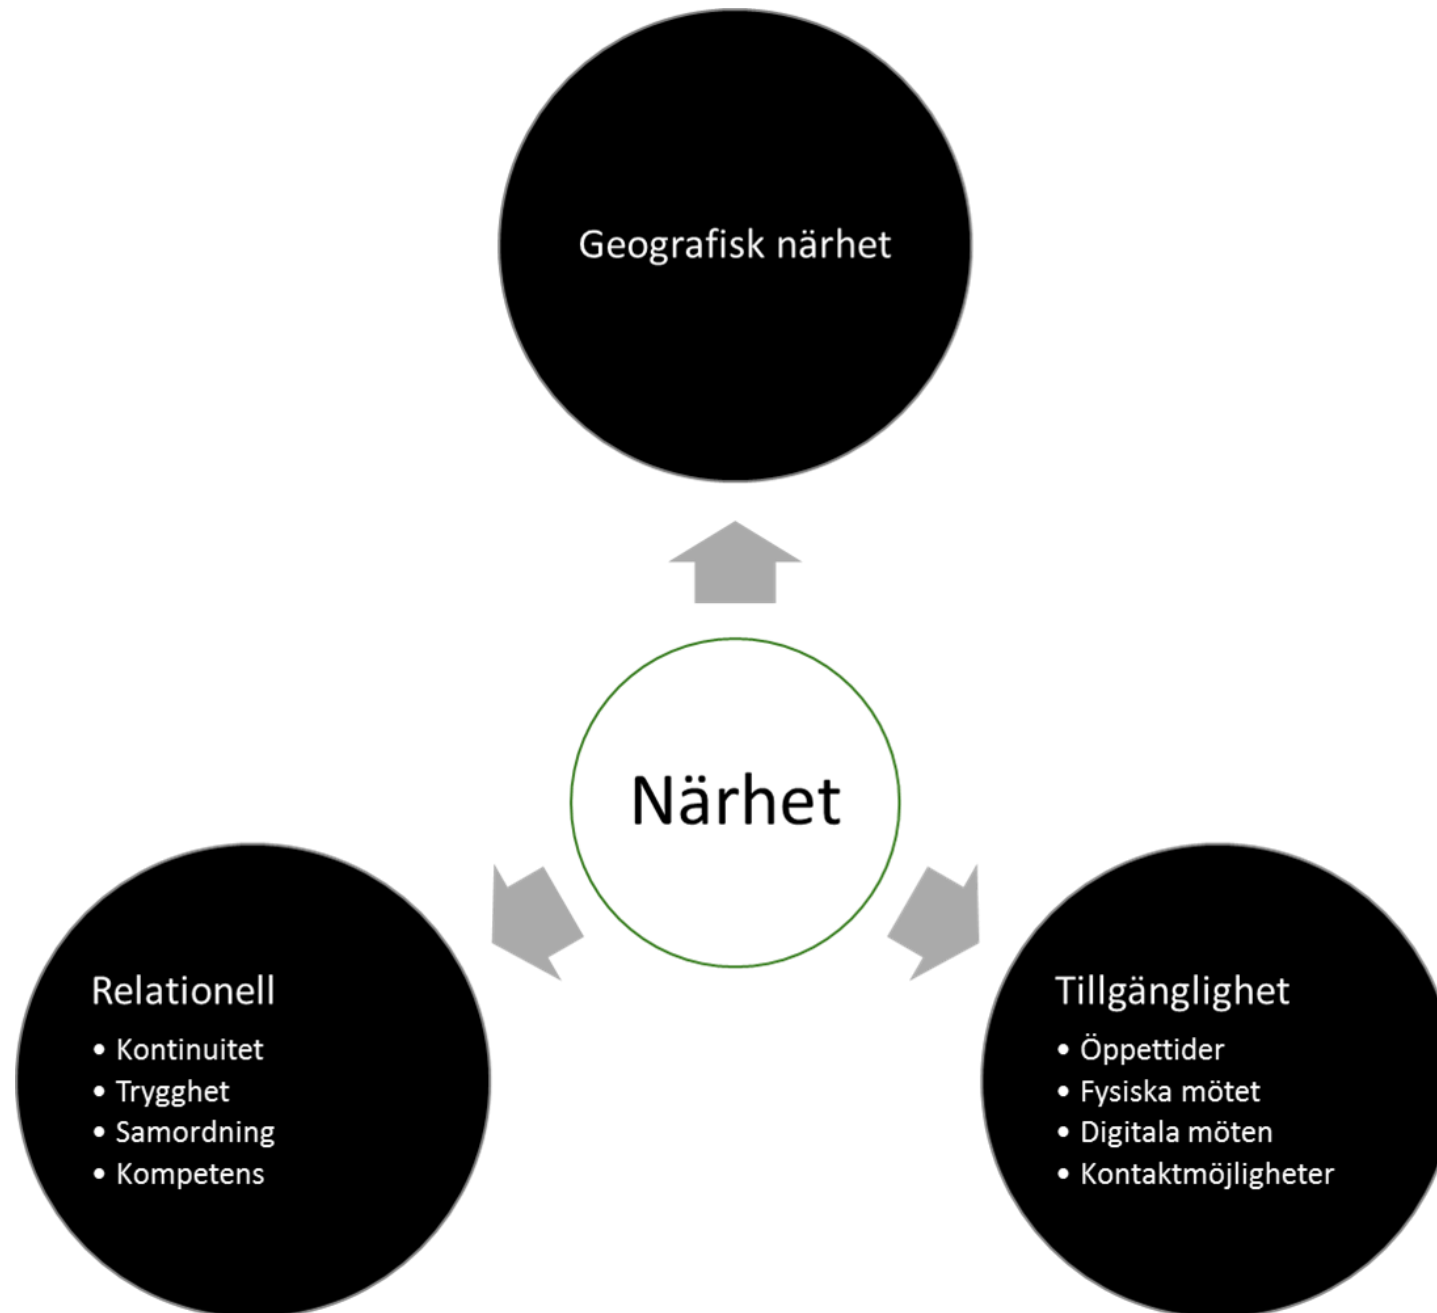 Geografisk närhet
Närhet
Relationell
• Kontinuitet
• Trygghet
• Samordning
• Kompetens
Tillgänglighet
• Öppettider
• Fysiska mötet
• Digitala möten
• Kontaktmöjligheter